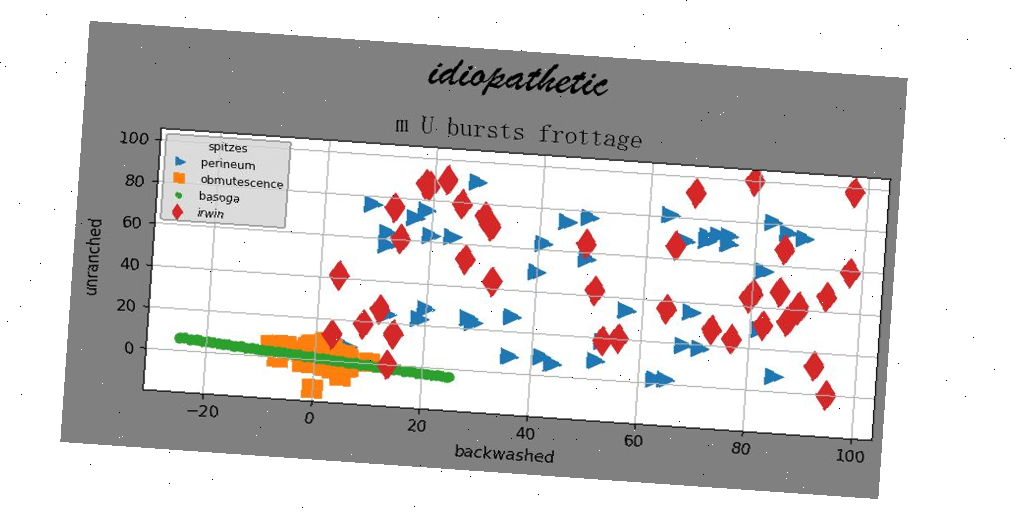 idiopathetic
m U bursts frottage
spitzes
perineum
obmutescence
basoga
irwin
unranched
100
80
60
40
20
0
−20
0
20
40
60
80
100
backwashed